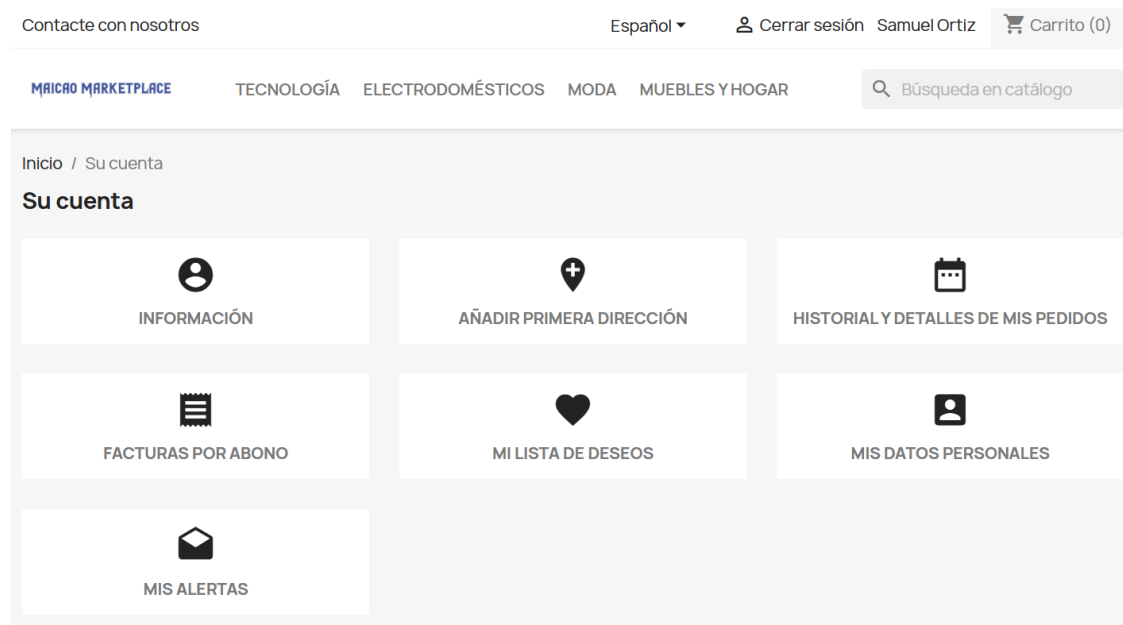 Contacte con nosotros Español Cerrar sesión Samuel Ortiz Carrito (0)
MAICAO MARKETPLACE TECNOLOGÍA ELECTRODOMÉSTICOS MODA MUEBLES Y HOGAR Búsqueda en catálogo
Inicio / Su cuenta
Su cuenta
INFORMACIÓN AÑADIR PRIMERA DIRECCIÓN HISTORIAL Y DETALLES DE MIS PEDIDOS
FACTURAS POR ABONO MI LISTA DE DESEOS MIS DATOS PERSONALES
MIS ALERTAS